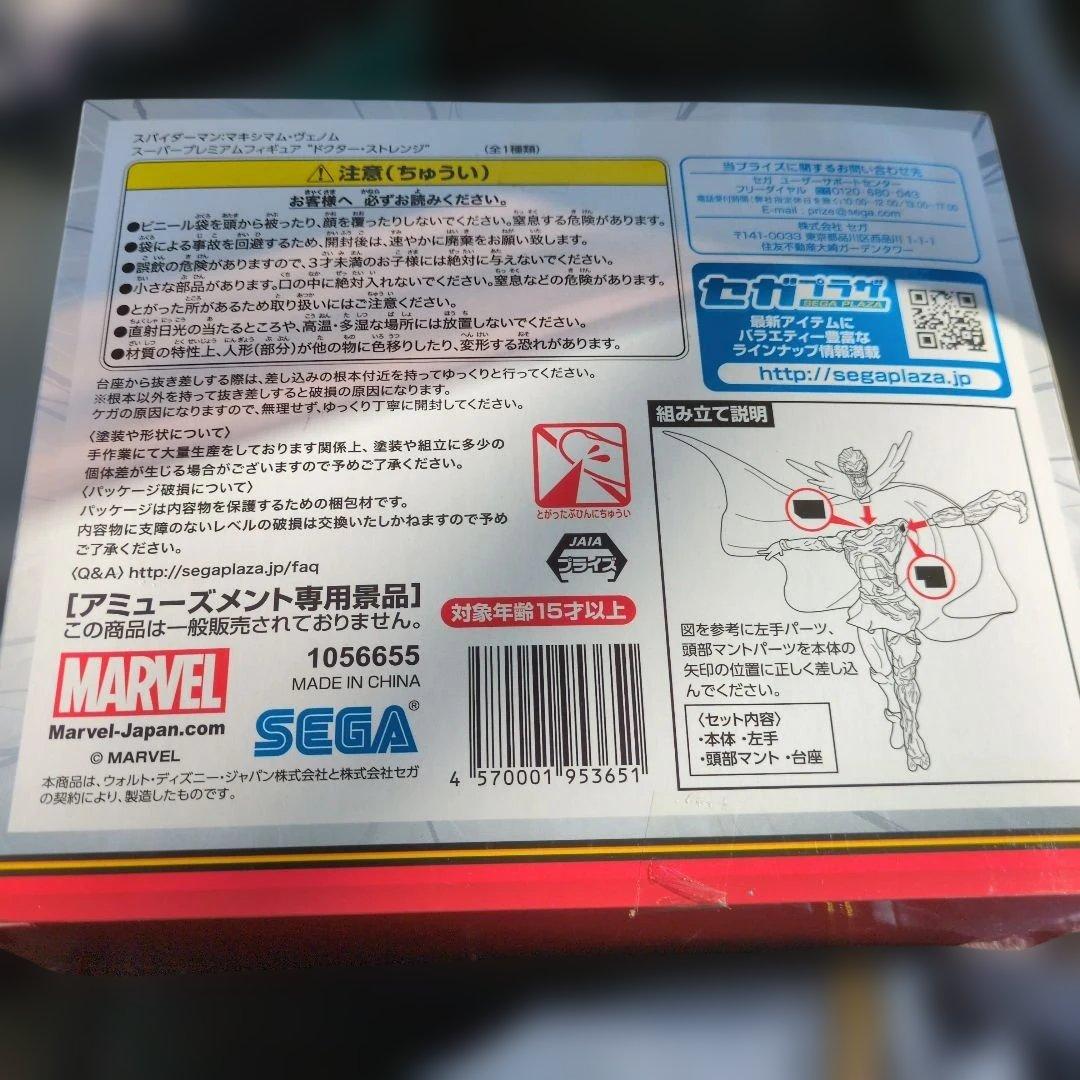 スパイダーマン:マキシマム・ヴェノム
スーパープレミアムフィギュア "ドクター・ストレンジ" (全1種類)
注意(ちゅうい)
お客様へ 必ずお読みください。
●ビニール袋を頭から被ったり、顔を覆ったりしないでください。窒息する危険があります。
●袋による事故を回避するため、開封後は、速やかに廃棄をお願い致します。
●誤飲の危険がありますので、3才未満のお子様には絶対に与えないでください。
●小さな部品があります。口の中に絶対入れないでください。窒息などの危険があります。
●とがった所があるため取り扱いにはご注意ください。
●直射日光の当たるところや、高温・多湿な場所には放置しないでください。
●材質の特性上、人形(部分)が他の物に色移りしたり、変形する恐れがあります。
台座から抜き差しする際は、差し込みの根本付近を持ってゆっくりと行ってください。
※根本以外を持って抜き差しすると破損の原因になります。
ケガの原因になりますので、無理せず、ゆっくり丁寧に開封してください。
〈塗装や形状について〉
手作業にて大量生産をしております関係上、塗装や組立に多少の
個体差が生じる場合がございますので予めご了承ください。
〈パッケージ破損について〉
パッケージは内容物を保護するための梱包材です。
内容物に支障のないレベルの破損は交換いたしかねますので予め
ご了承ください。
〈Q&A〉http://segaplaza.jp/faq
[アミューズメント専用景品]
この商品は一般販売されておりません。
とがったぶひんにちゅうい
JAIA
プライズ
対象年齢15才以上
MARVEL
Marvel-Japan.com
© MARVEL
1056655
MADE IN CHINA
SEGA®
本商品は、ウォルト・ディズニー・ジャパン株式会社と株式会社セガ
の契約により、製造したものです。
4 570001 953651
当プライズに関するお問い合わせ先
セガ ユーザーサポートセンター
フリーダイヤル 0120-680-043
電話受付時間(弊社指定休日を除く)10:00-12:00/13:00-17:00
E-mail : prize@sega.com
株式会社 セガ
〒141-0033 東京都品川区西品川 1-1-1
住友不動産大崎ガーデンタワー
セガプラザ
SEGA PLAZA
最新アイテムに
バラエティー豊富な
ラインナップ情報満載
http://segaplaza.jp
組み立て説明
図を参考に左手パーツ、
頭部マントパーツを本体の
矢印の位置に正しく差し込
んでください。
〈セット内容〉
・本体 ・左手
・頭部マント ・台座